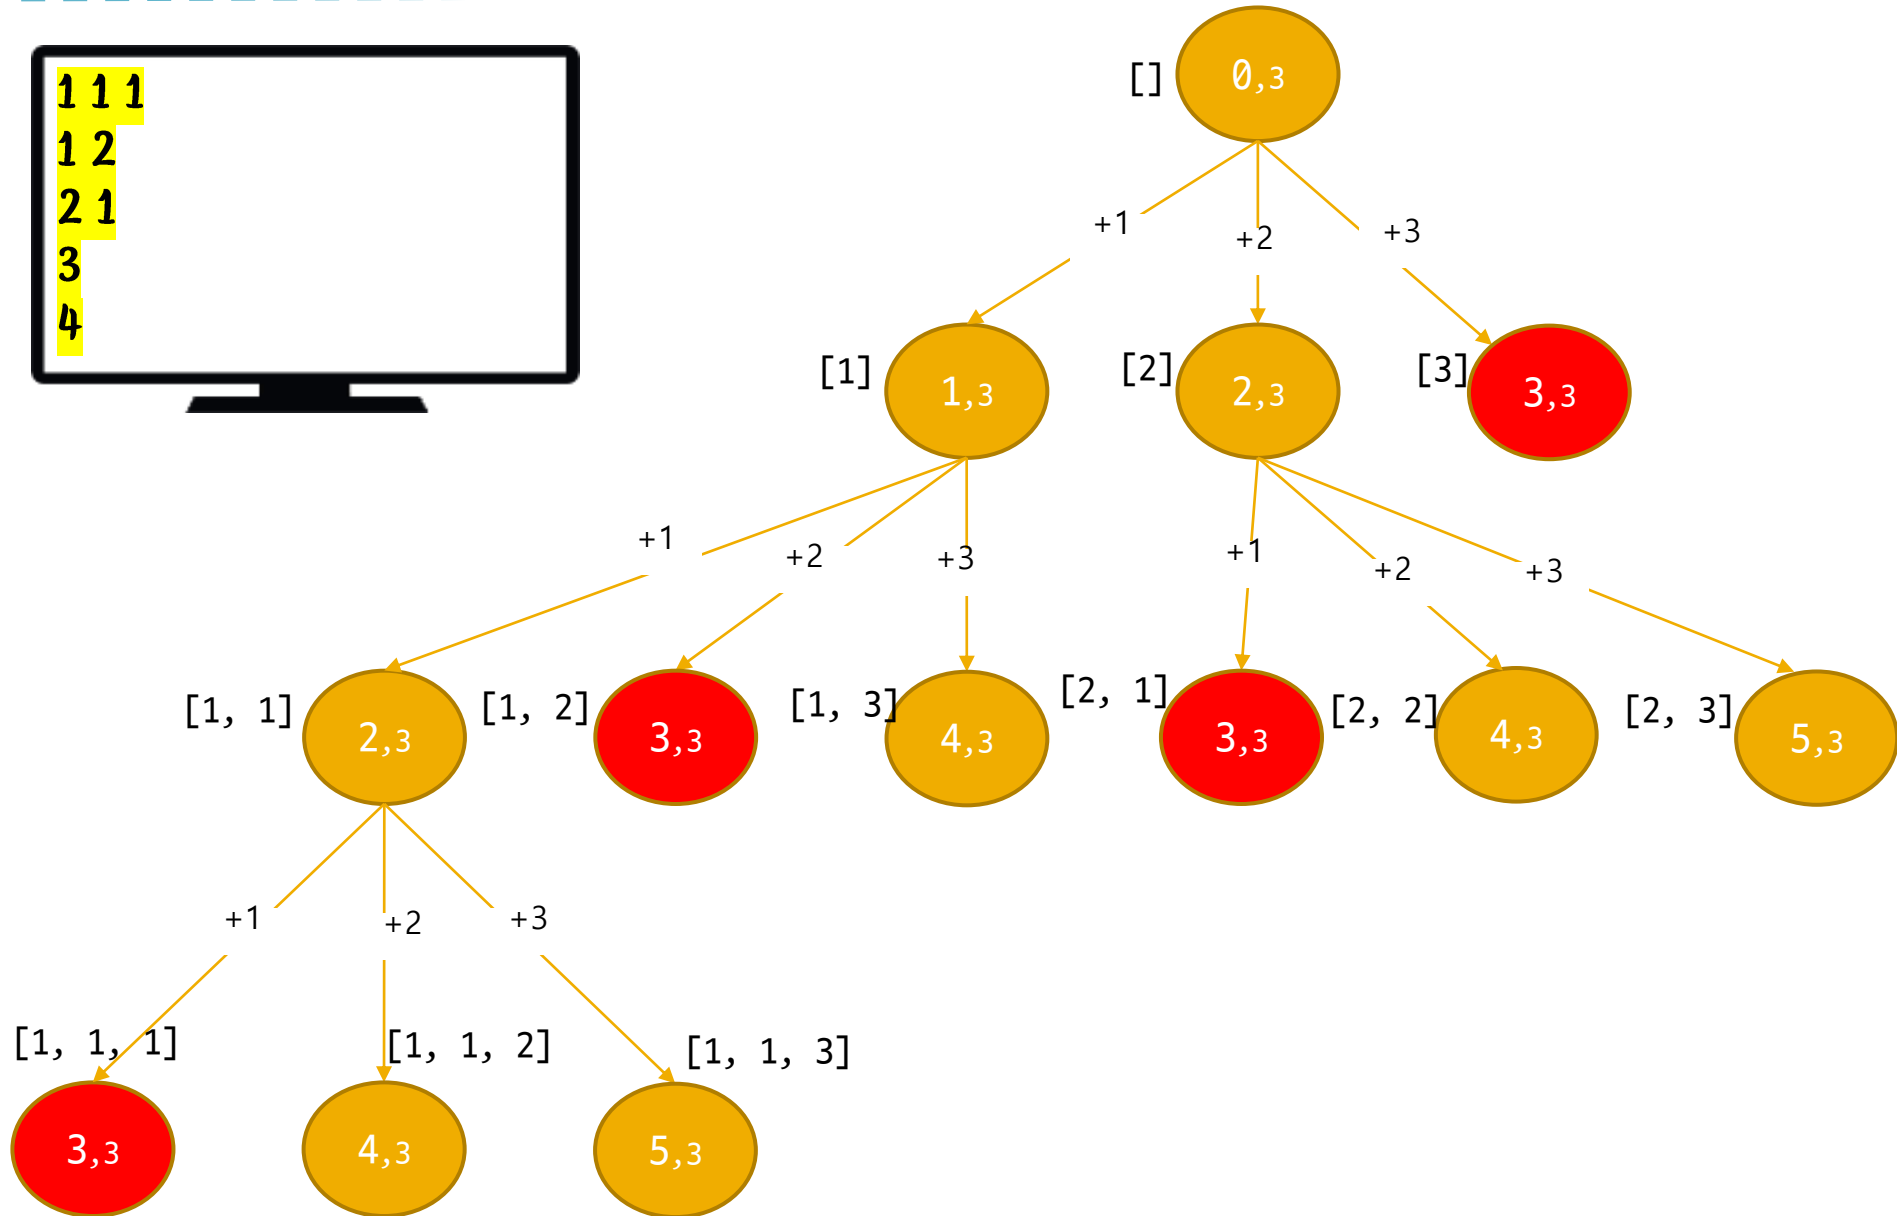 1 1 1
1 2
2 1
3
4
[] 0,3
+1 +2 +3
[1] 1,3 [2] 2,3 [3] 3,3
+1 +2 +3 +1 +2 +3
[1, 1] 2,3 [1, 2] 3,3 [1, 3] 4,3 [2, 1] 3,3 [2, 2] 4,3 [2, 3] 5,3
+1 +2 +3
[1, 1, 1] [1, 1, 2] [1, 1, 3]
3,3 4,3 5,3